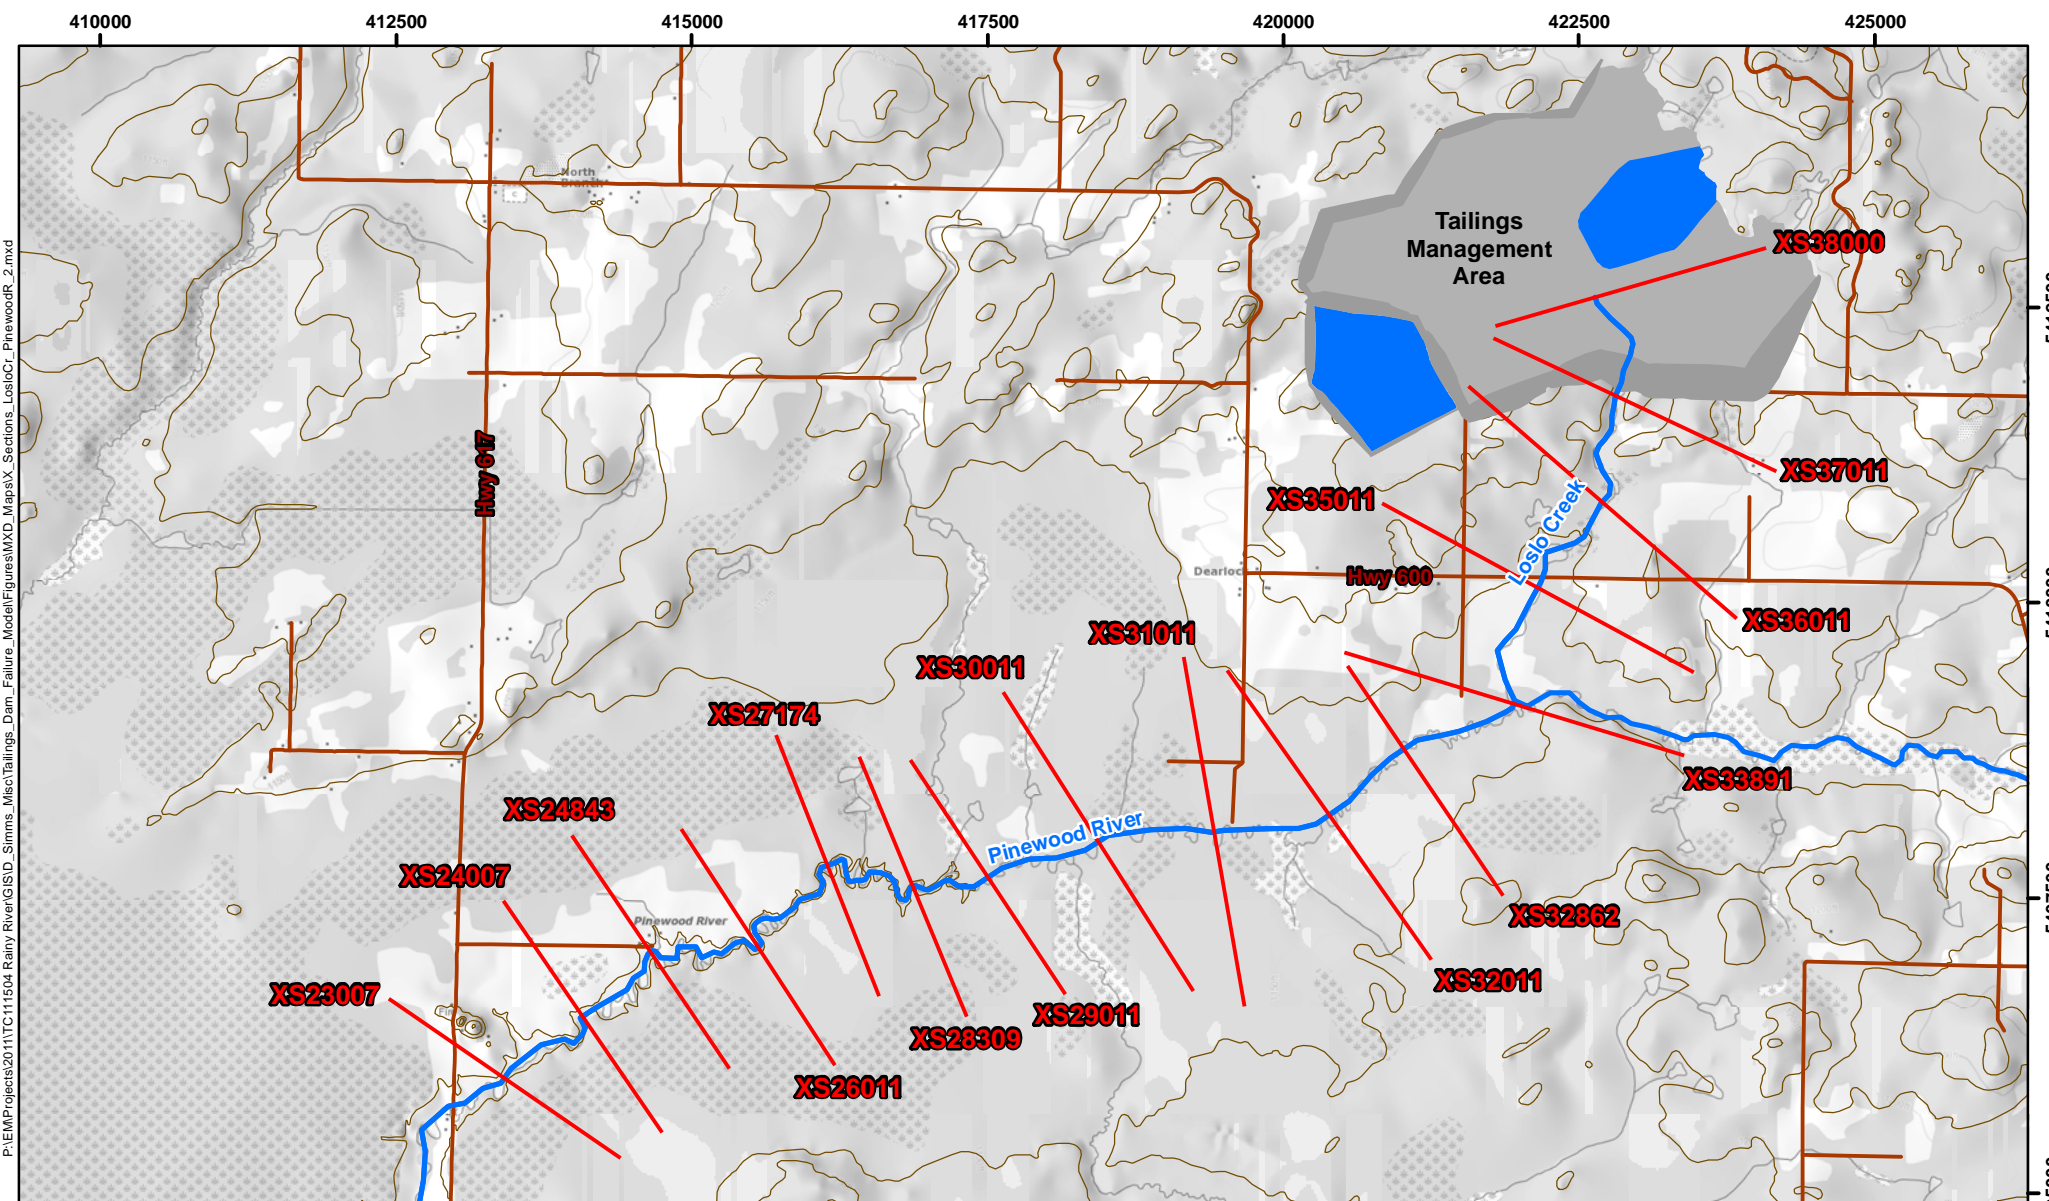 410000
412500
415000
417500
420000
422500
425000
North
Branch
Tailings
Management
Area
XS38000
Hwy 617
XS37011
XS35011
Loslo Creek
Dearlock
Hwy 600
XS36011
XS31011
XS30011
XS27174
XS33891
XS24843
Pinewood River
XS24007
Pinewood River
XS32862
XS32011
XS23007
XS29011
XS28309
XS26011
P:\EM\Projects\2011\TC111504 Rainy River\GIS\D_Simms_Misc\Tailings_Dam_Failure_Model\Figures\MXD_Maps\X_Sections_LosloCr_PinewoodR_2.mxd